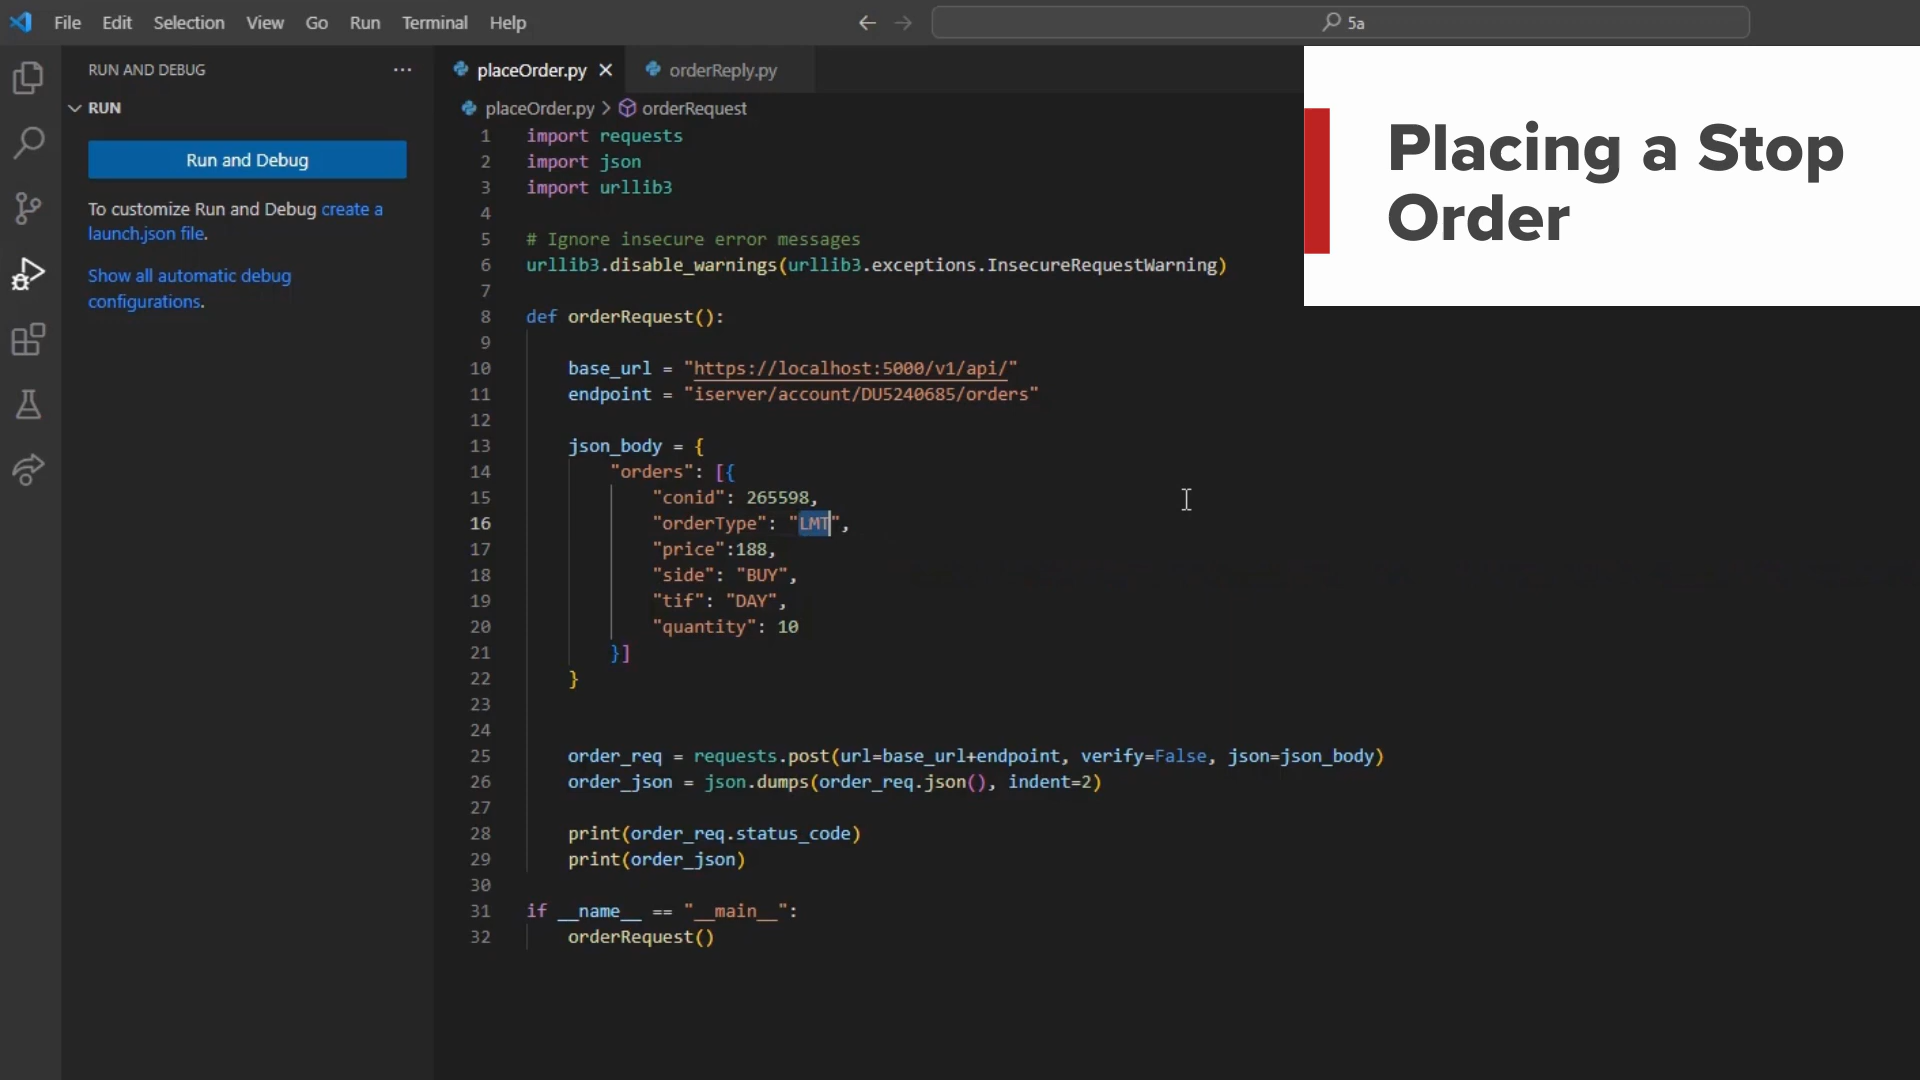 File Edit Selection View Go Run Terminal Help
5a
RUN AND DEBUG
RUN
Run and Debug
To customize Run and Debug create a
launch.json file.
Show all automatic debug
configurations.
placeOrder.py
orderReply.py
placeOrder.py > orderRequest
Placing a Stop
Order
1 import requests
2 import json
3 import urllib3
4
5 # Ignore insecure error messages
6 urllib3.disable_warnings(urllib3.exceptions.InsecureRequestWarning)
7
8 def orderRequest():
9
10 base_url = "https://localhost:5000/v1/api/"
11 endpoint = "iserver/account/DU5240685/orders"
12
13 json_body = {
14 "orders": [{
15 "conid": 265598,
16 "orderType": "LMT",
17 "price":188,
18 "side": "BUY",
19 "tif": "DAY",
20 "quantity": 10
21 }]
22 }
23
24
25 order_req = requests.post(url=base_url+endpoint, verify=False, json=json_body)
26 order_json = json.dumps(order_req.json(), indent=2)
27
28 print(order_req.status_code)
29 print(order_json)
30
31 if __name__ == "__main__":
32 orderRequest()